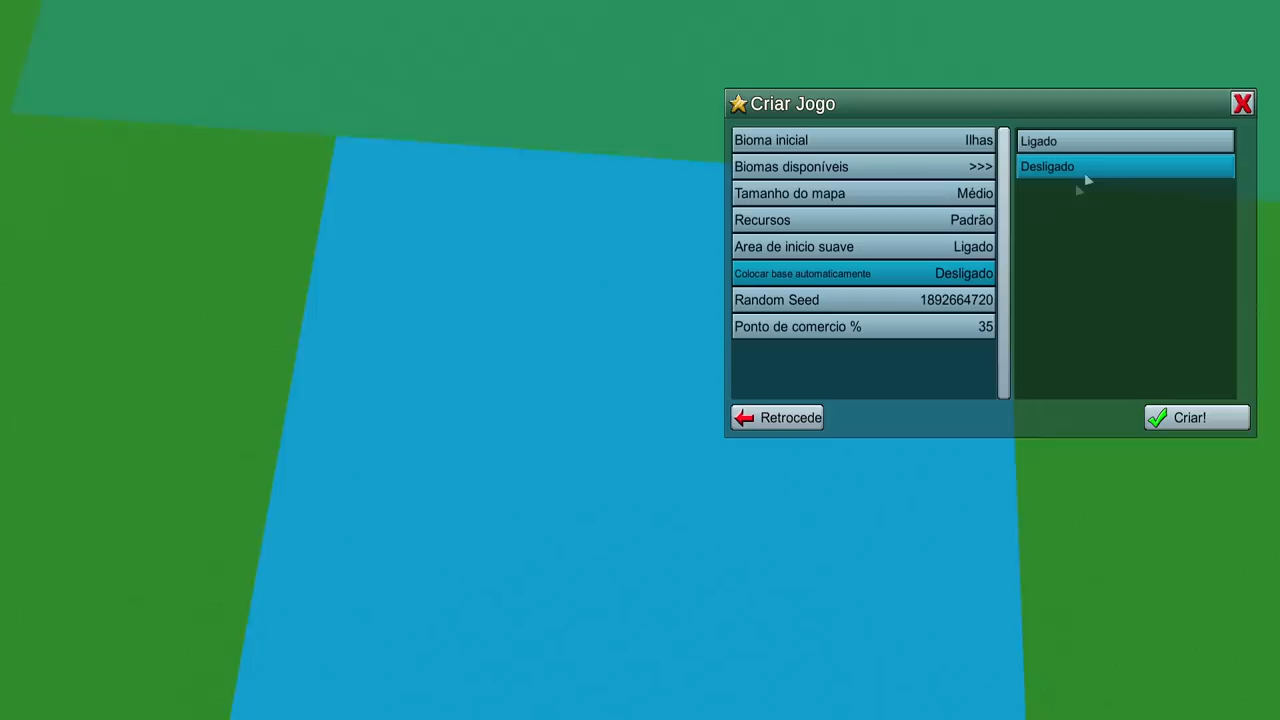 Criar Jogo
Bioma inicial Ilhas
Biomas disponíveis >>>
Tamanho do mapa Médio
Recursos Padrão
Area de inicio suave Ligado
Colocar base automaticamente Desligado
Random Seed 1892664720
Ponto de comercio % 35
Ligado
Desligado
Retrocede
Criar!